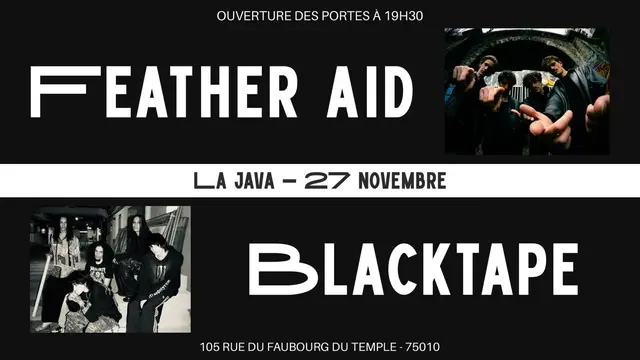 OUVERTURE DES PORTES À 19H30
FEATHER AID
LA JAVA – 27 NOVEMBRE
BLACKTAPE
105 RUE DU FAUBOURG DU TEMPLE - 75010